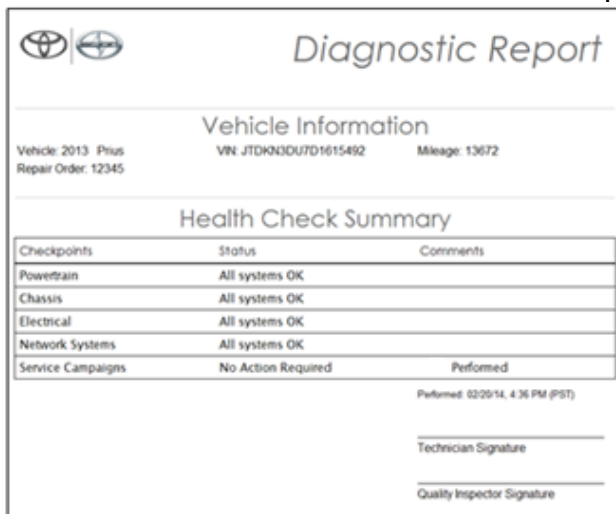 Diagnostic Report
Vehicle Information
Vehicle: 2013 Prius VIN: JTDKN3DU7D1615492 Mileage: 13672
Repair Order: 12345
Health Check Summary
Checkpoints Status Comments
Powertrain All systems OK
Chassis All systems OK
Electrical All systems OK
Network Systems All systems OK
Service Campaigns No Action Required Performed
Performed: 02/20/14, 4:36 PM (PST)
Technician Signature
Quality Inspector Signature